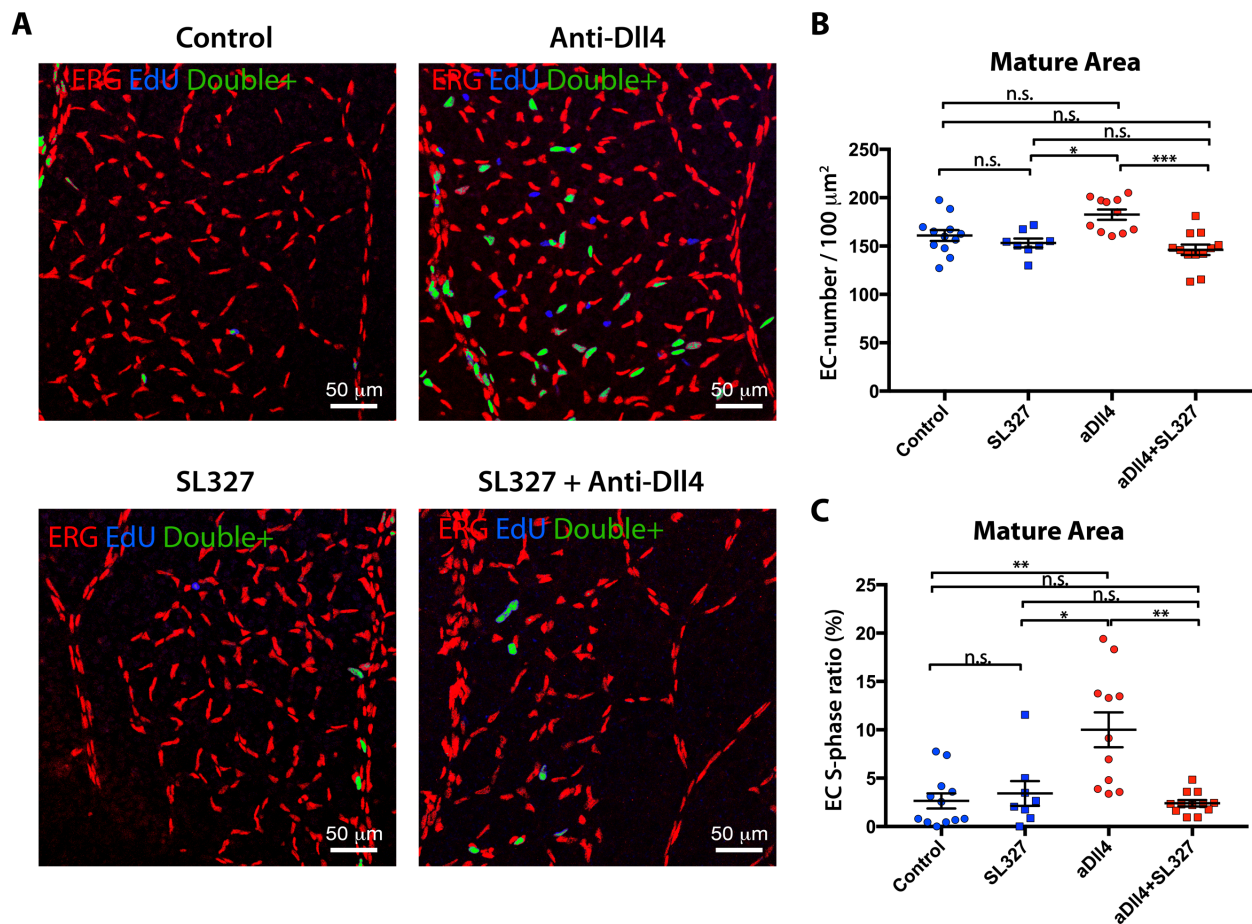 A
Control
ERG EdU Double+
50 μm
Anti-Dll4
ERG EdU Double+
50 μm
SL327
ERG EdU Double+
50 μm
SL327 + Anti-Dll4
ERG EdU Double+
50 μm
B
Mature Area
n.s.
n.s.
n.s.
n.s.
*
***
EC-number / 100 μm²
250
200
150
100
50
0
Control
SL327
aDll4
aDll4+SL327
C
Mature Area
**
n.s.
n.s.
*
**
n.s.
EC S-phase ratio (%)
25
20
15
10
5
0
Control
SL327
aDll4
aDll4+SL327